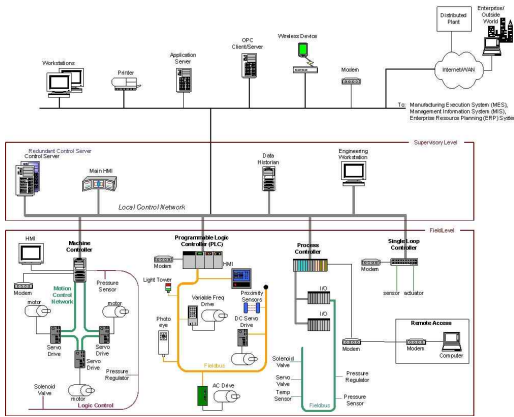 Distributed
Plant
Enterprise/
Outside
World
Internet/WAN
Workstations
Printer
Application
Server
OPC
Client/Server
Wireless Device
Modem
To Manufacturing Execution System (MES),
Management Information System (MIS),
Enterprise Resource Planning (ERP) Syste
Supervisory Level
Redundant Control Server
Control Server
Main HMI
Data
Historian
Engineering
Workstation
Local Control Network
Field Level
HMI
Machine
Controller
Modem
Pressure
Sensor
Motion
Control
Network
motor
motor
Servo
Drive
Servo
Drive
Servo
Drive
motor
Pressure
Regulator
Solenoid
Valve
Logic Control
Programmable Logic
Controller (PLC)
Modem
HMI
Light Tower
Proximity
Sensors
Variable Freq
Drive
Photo
eye
DC Servo
Drive
Fieldbus
AC Drive
Process
Controller
I/O
I/O
Modem
Solenoid
Valve
Servo
Valve
Temp
Sensor
Pressure
Regulator
Pressure
Sensor
Fieldbus
Single Loop
Controller
Modem
sensor
actuator
Remote Access
Modem
Computer